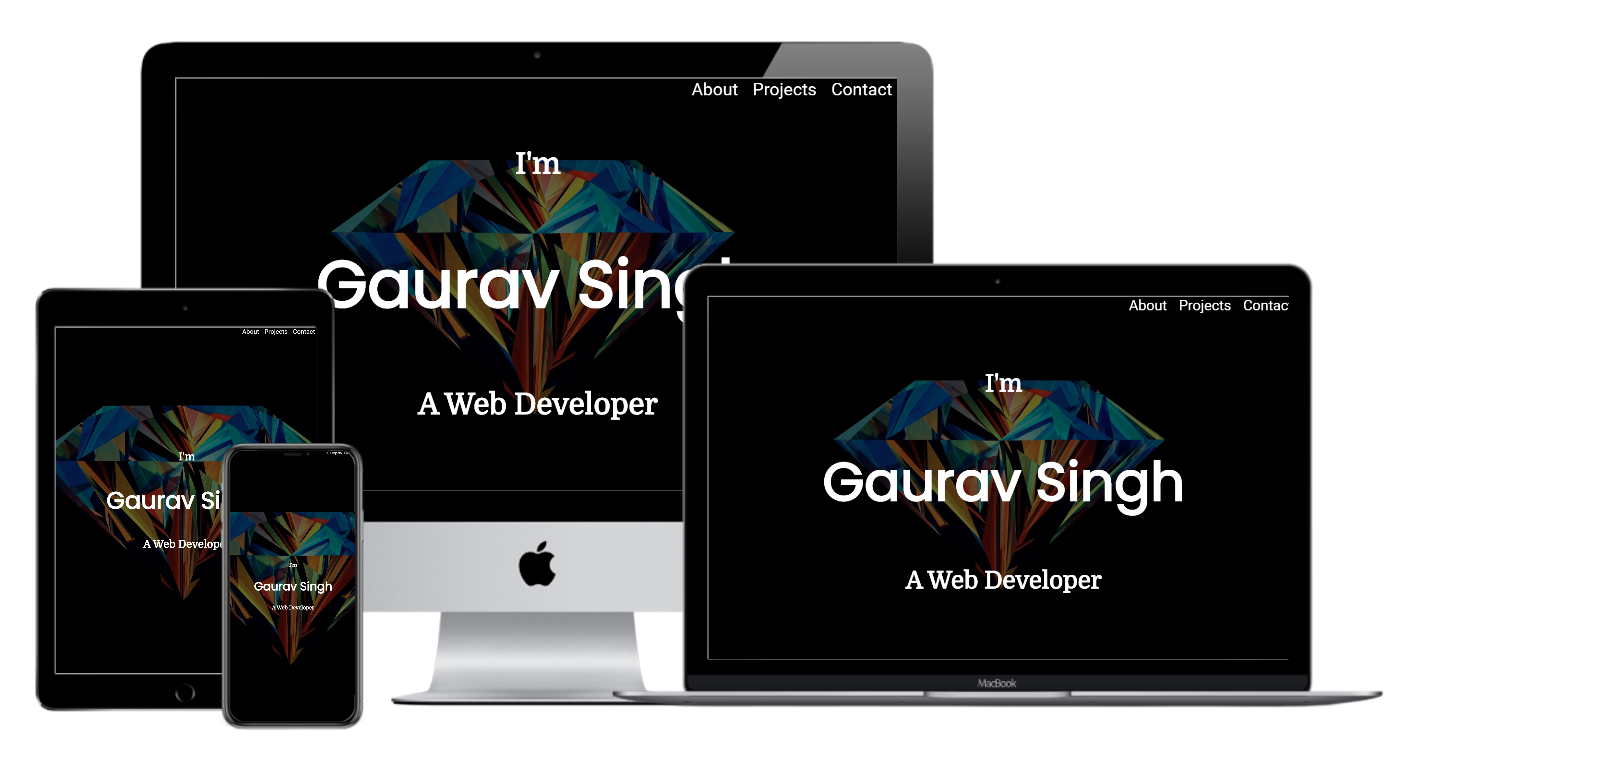 About Projects Contact
I'm
Gaurav Sing
A Web Developer
About Projects Contact
I'm
Gaurav Si
A Web Develope
I'm
Gaurav Singh
A Web Developer
About Projects Contac
I'm
Gaurav Singh
A Web Developer
MacBook